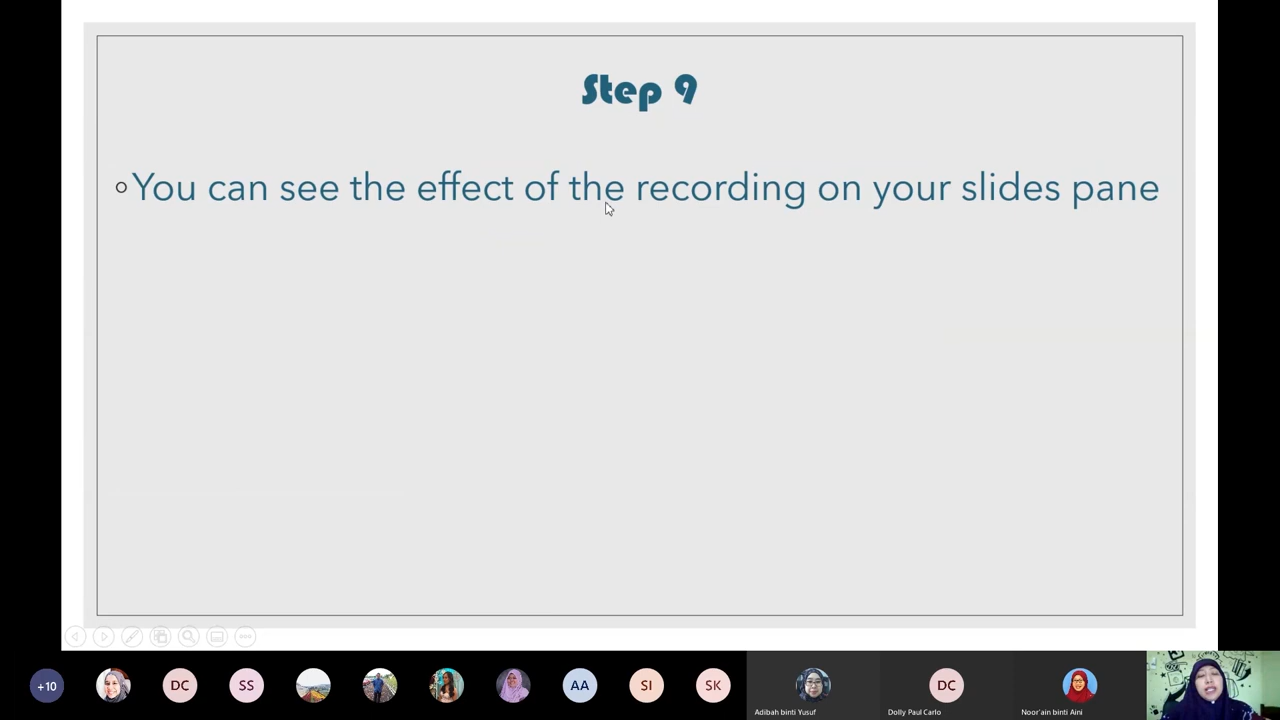 Step 9
You can see the effect of the recording on your slides pane
+10
DC
SS
AA
SI
SK
Adibah binti Yusuf
DC
Dolly Paul Carlo
Noor'ain binti Aini